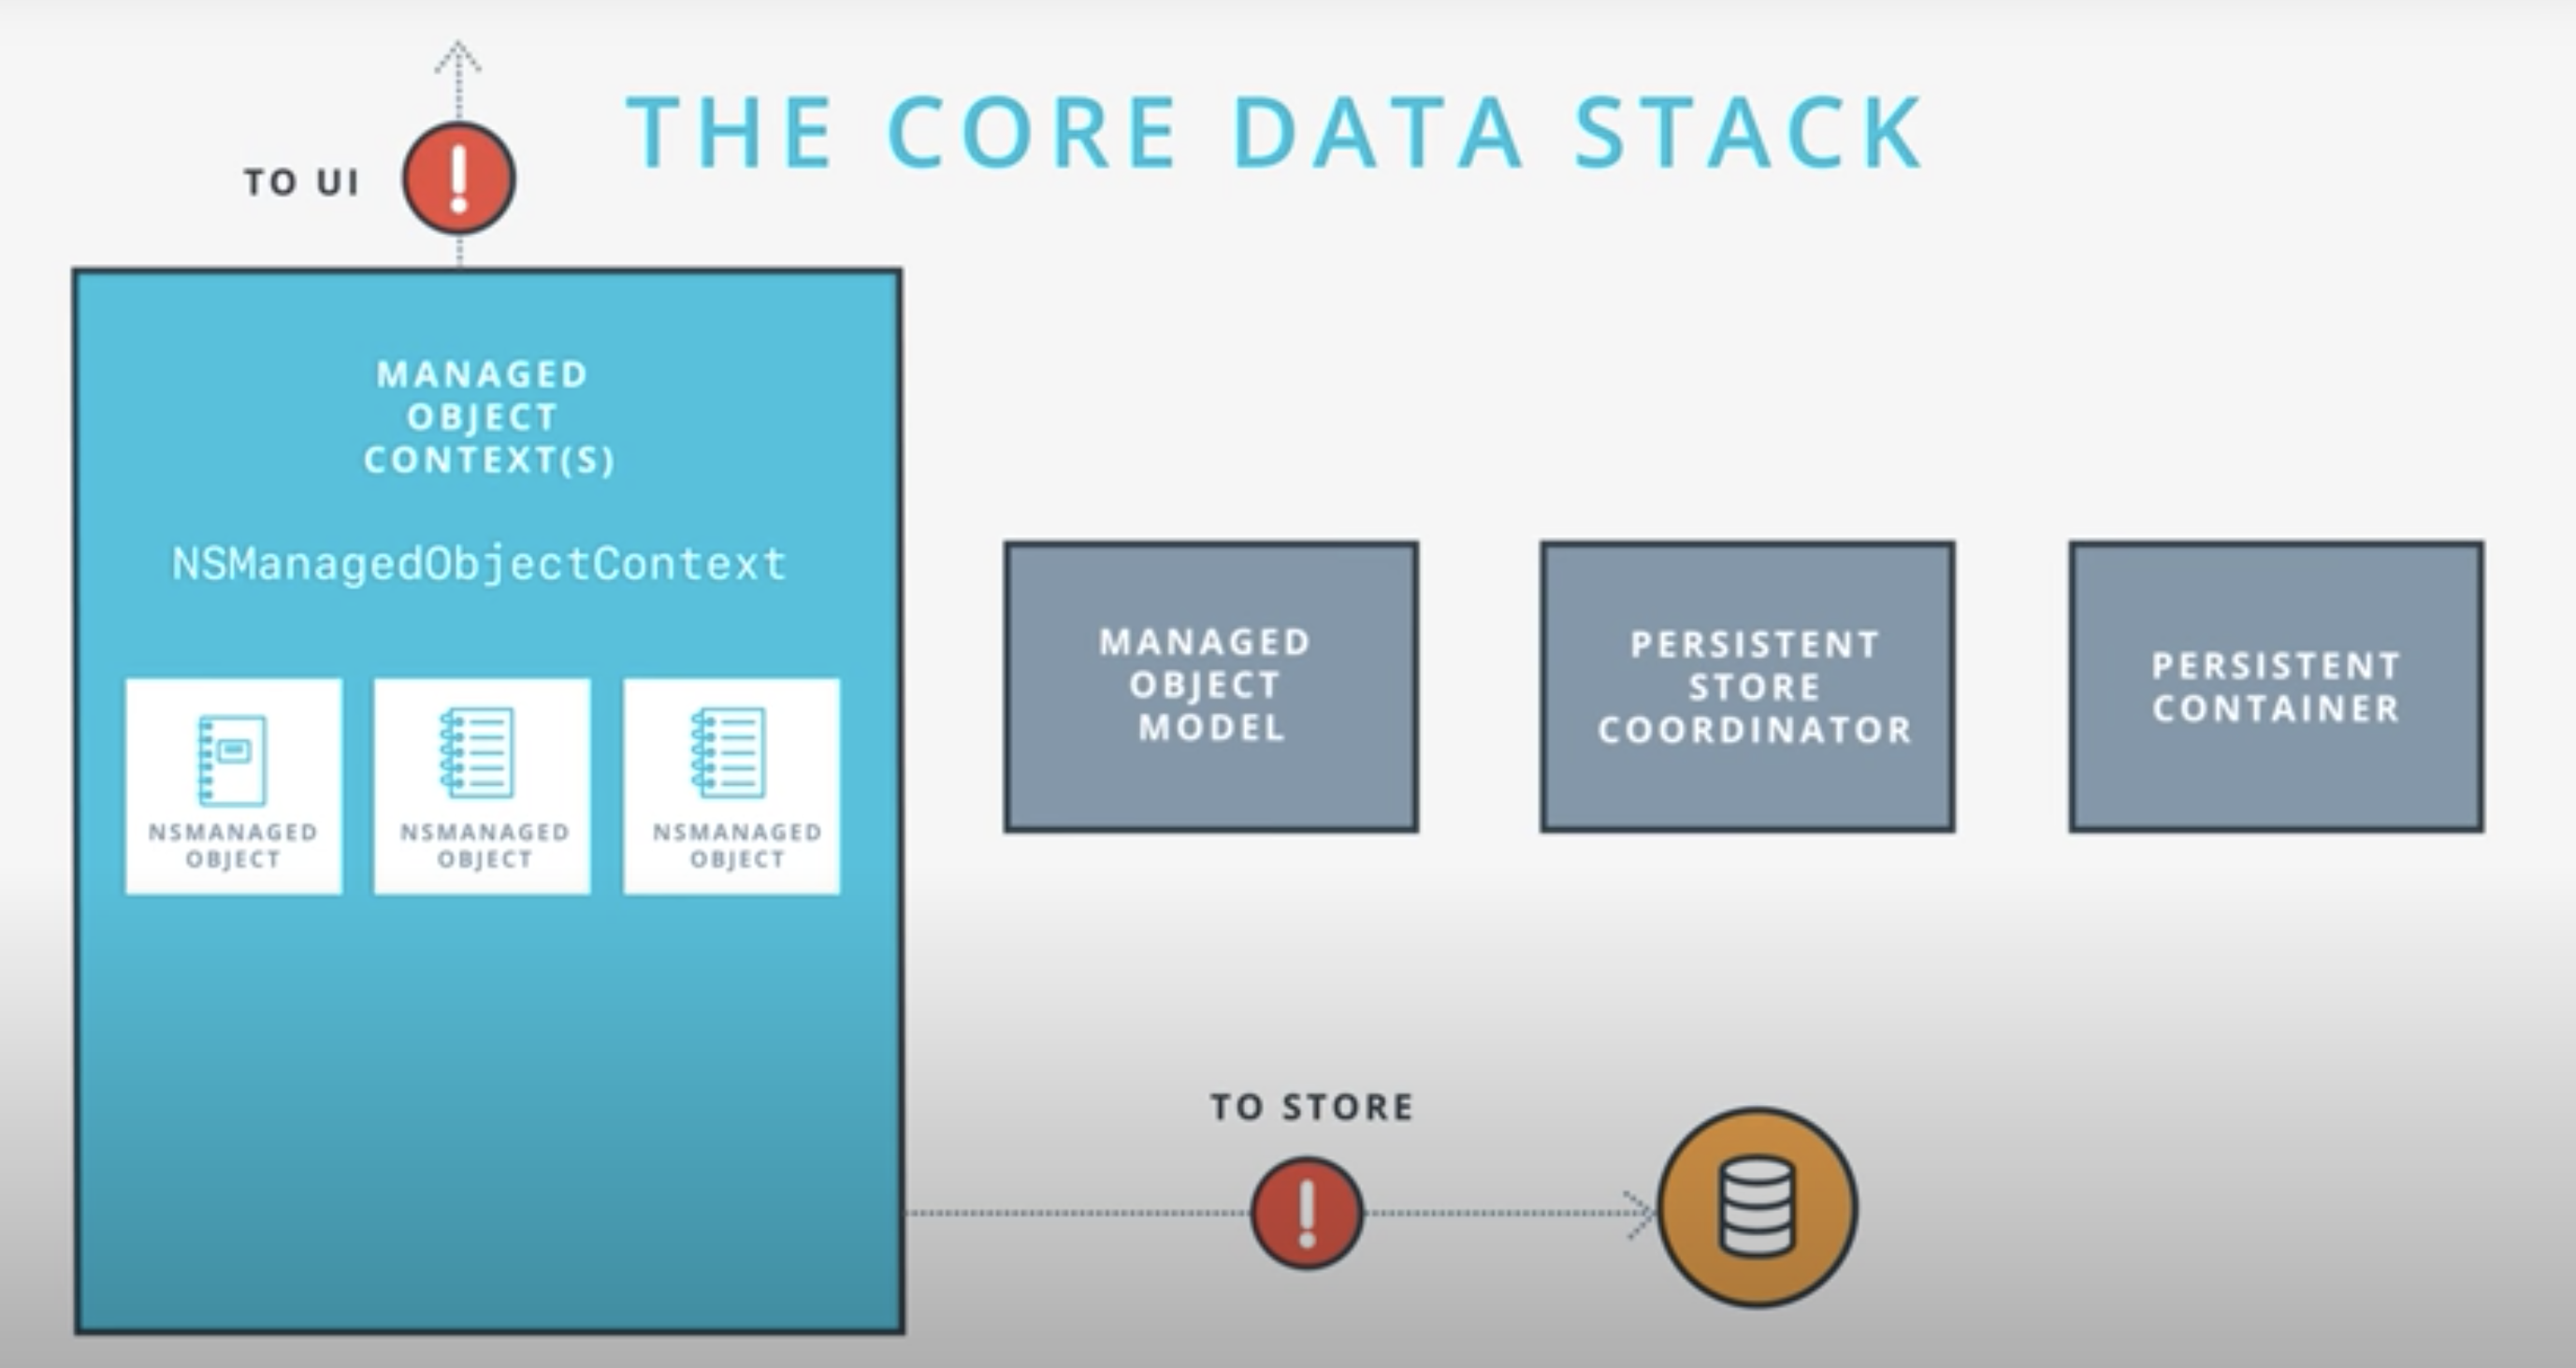 THE CORE DATA STACK
TO UI
MANAGED
OBJECT
CONTEXT(S)
NSManagedObjectContext
NSMANAGED
OBJECT
NSMANAGED
OBJECT
NSMANAGED
OBJECT
MANAGED
OBJECT
MODEL
PERSISTENT
STORE
COORDINATOR
PERSISTENT
CONTAINER
TO STORE